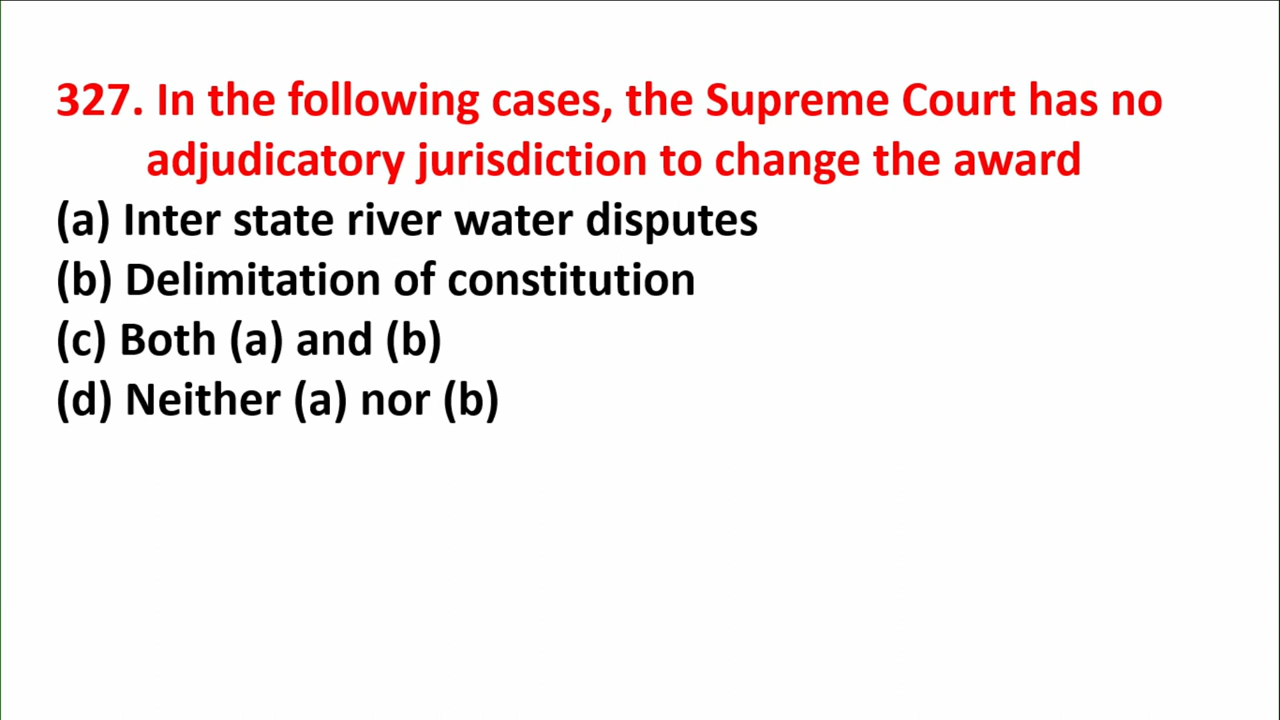 327. In the following cases, the Supreme Court has no
adjudicatory jurisdiction to change the award
(a) Inter state river water disputes
(b) Delimitation of constitution
(c) Both (a) and (b)
(d) Neither (a) nor (b)